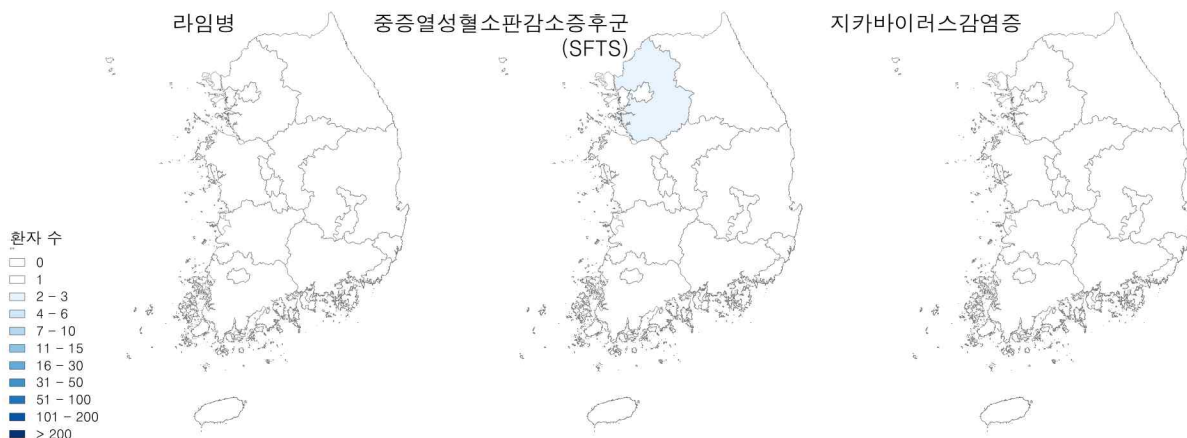 라임병
중증열성혈소판감소증후군
(SFTS)
지카바이러스감염증
환자 수
0
1
2 - 3
4 - 6
7 - 10
11 - 15
16 - 30
31 - 50
51 - 100
101 - 200
> 200